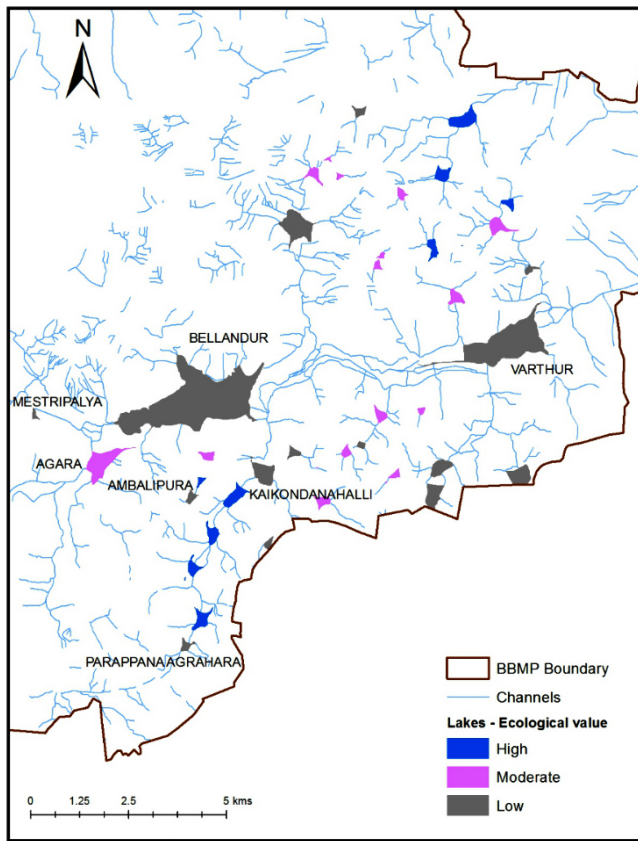 N
BELLANDUR
VARTHUR
MESTRIPALYA
AGARA
AMBALIPURA
KAIKONDANAHALLI
PARAPPANA AGRAHARA
BBMP Boundary
Channels
Lakes - Ecological value
High
Moderate
Low
0 1.25 2.5 5 kms